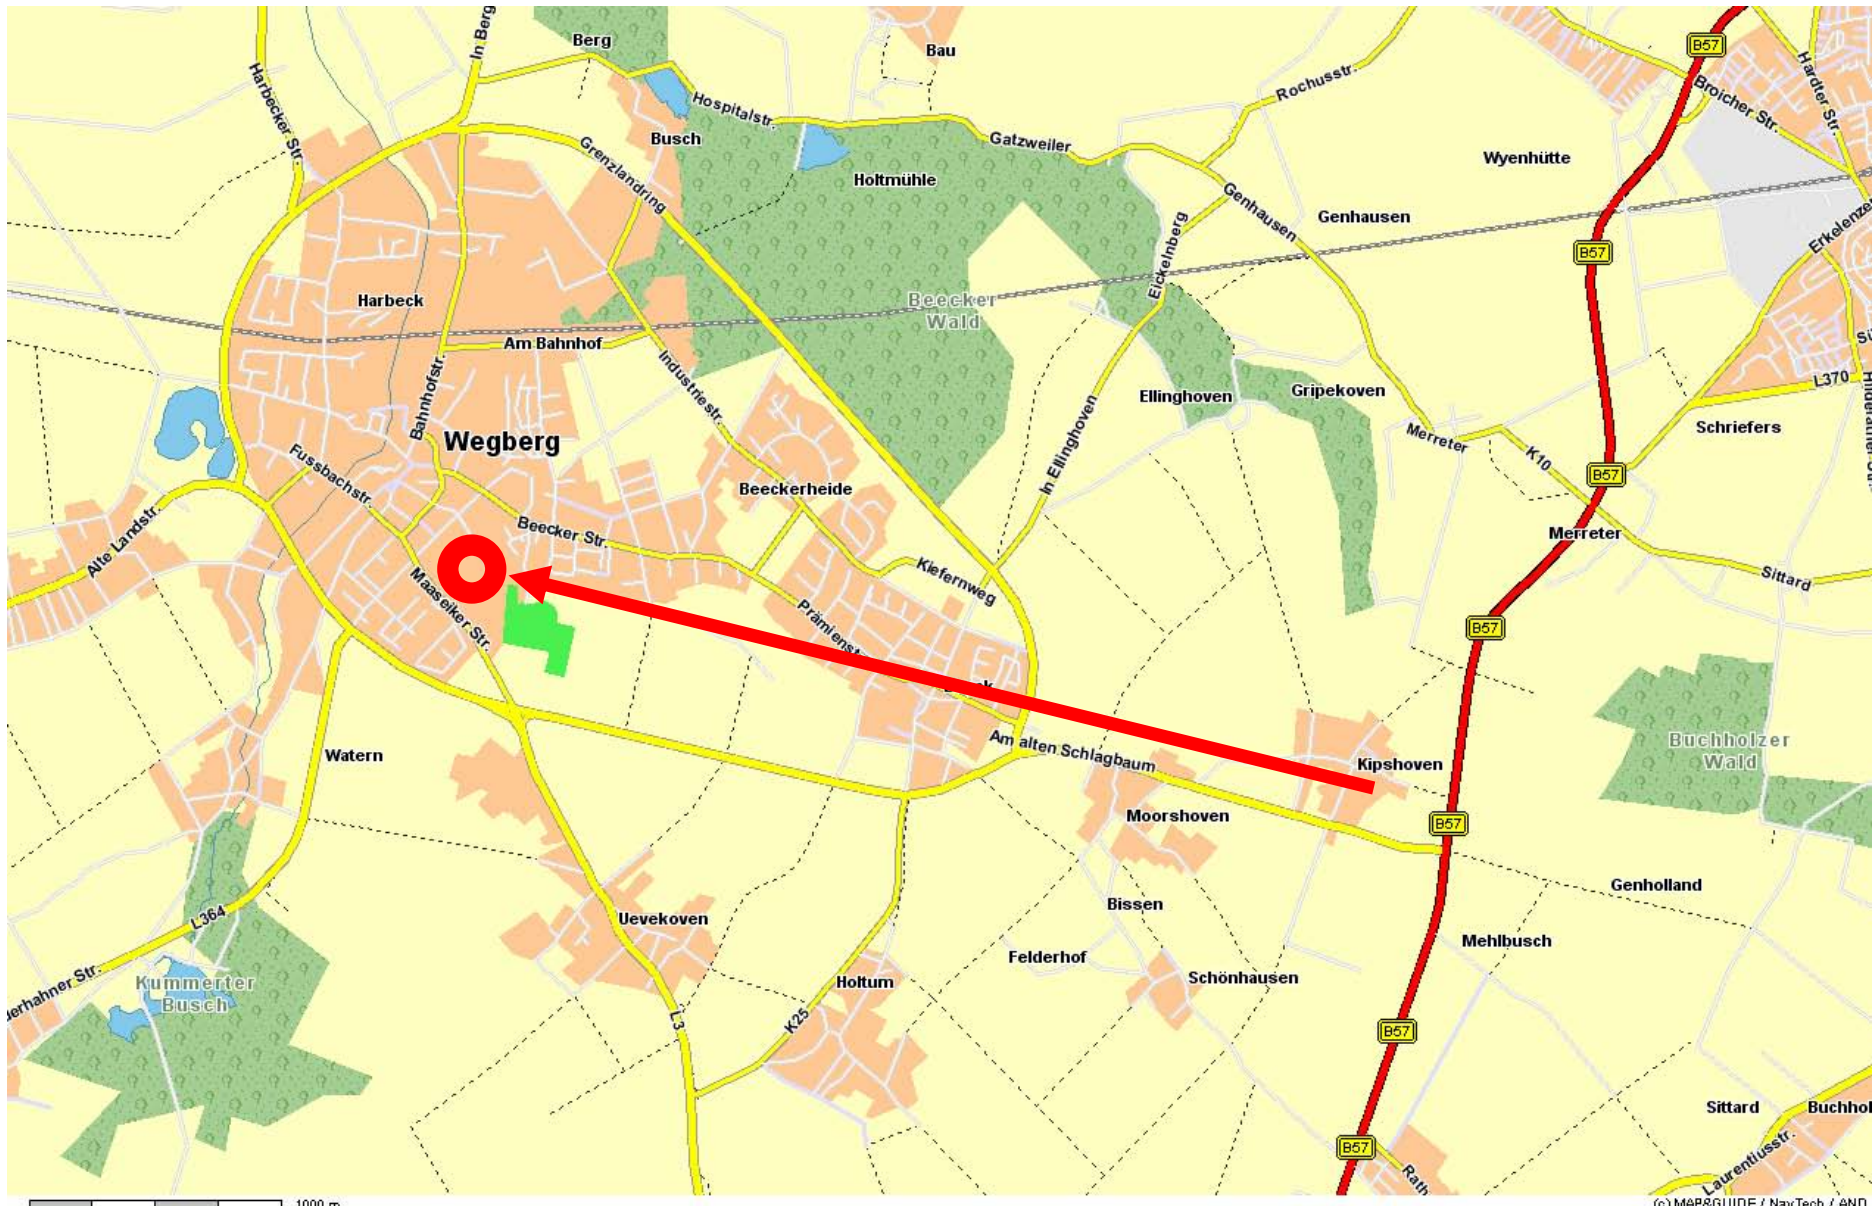 B57
In Berg
Berg
Bau
Hardter Str.
Harbecker Str.
Rochusstr.
Broicher Str.
Hospitalstr.
Busch
Gatzweiler
Wyenhütte
Grenzlandring
Holtmühle
Genhausen
Genhausen
Eickelnberg
B57
Harbeck
Beecker
Wald
Am Bahnhof
Industriestr.
Bahnhofstr.
Ellinghoven
Gripekoven
L370
Wegberg
In Ellinghoven
Merreter
Schriefers
K10
Fussbachstr.
B57
Beeckerheide
Beecker Str.
Alte Landstr.
Merreter
Kiefernweg
Sittard
Maaseiker Str.
B57
Am alten Schlagbaum
Watern
Kipshoven
Buchholzer
Wald
Moorshoven
B57
Genholland
Bissen
L364
Uevekoven
Mehlbusch
Felderhof
Kummerter
Busch
Holtum
Schönhausen
L3
K25
B57
Sittard
B57
Laurentiusstr.
1000 m
(c) MAP&GUIDE / NavTech / AND